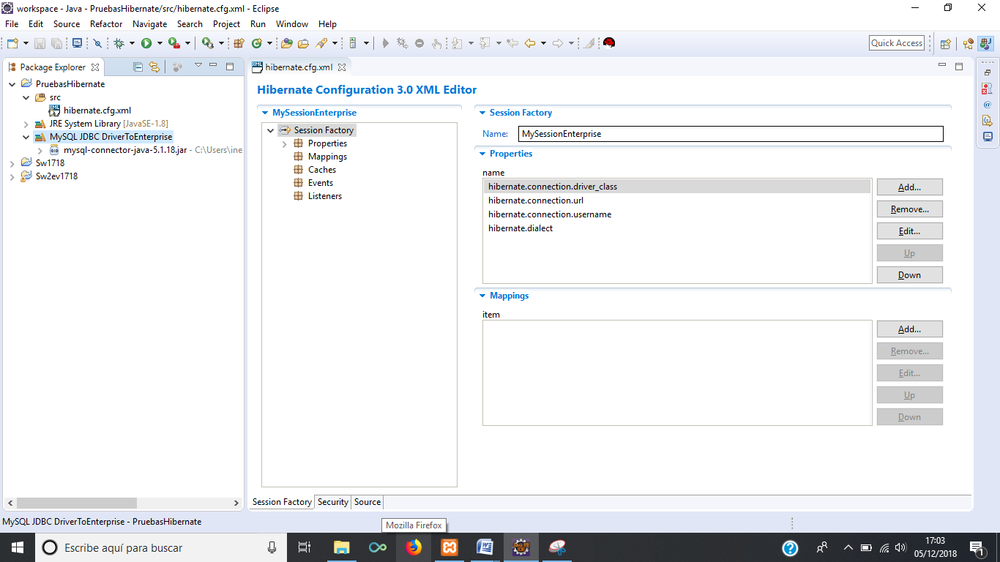 workspace - Java - PruebasHibernate/src/hibernate.cfg.xml - Eclipse
File Edit Source Refactor Navigate Search Project Run Window Help
Quick Access
Package Explorer
PruebasHibernate
src
hibernate.cfg.xml
JRE System Library [JavaSE-1.8]
MySQL JDBC DriverToEnterprise
mysql-connector-java-5.1.18.jar - C:\Users\ine
Sw1718
Sw2ev1718
hibernate.cfg.xml
Hibernate Configuration 3.0 XML Editor
MySessionEnterprise
Session Factory
Properties
Mappings
Caches
Events
Listeners
Session Factory
Name: MySessionEnterprise
Properties
name
hibernate.connection.driver_class
hibernate.connection.url
hibernate.connection.username
hibernate.dialect
Add...
Remove...
Edit...
Up
Down
Mappings
item
Add...
Remove...
Edit...
Up
Down
Session Factory Security Source
MySQL JDBC DriverToEnterprise - PruebasHibernate
Mozilla Firefox
Escribe aquí para buscar
17:03
05/12/2018
1